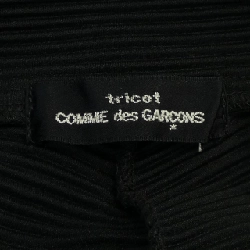 tricot
COMME des GARCONS
*